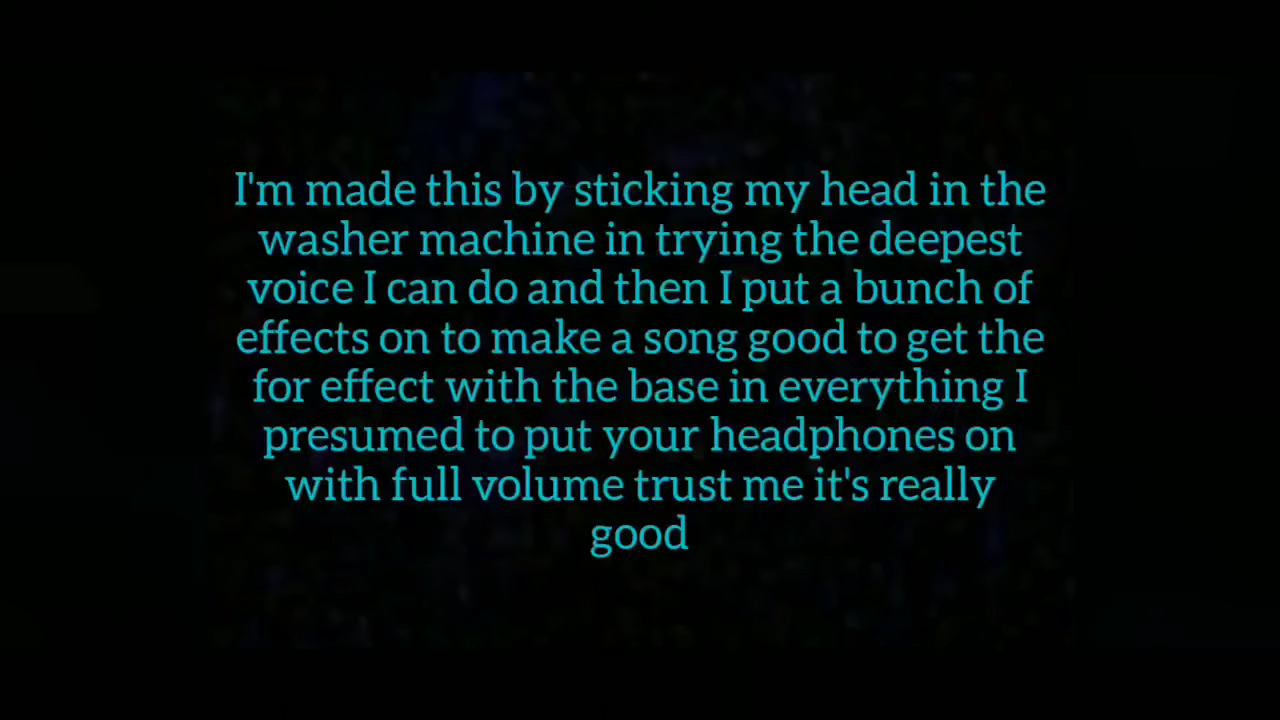 I'm made this by sticking my head in the
washer machine in trying the deepest
voice I can do and then I put a bunch of
effects on to make a song good to get the
for effect with the base in everything I
presumed to put your headphones on
with full volume trust me it's really
good